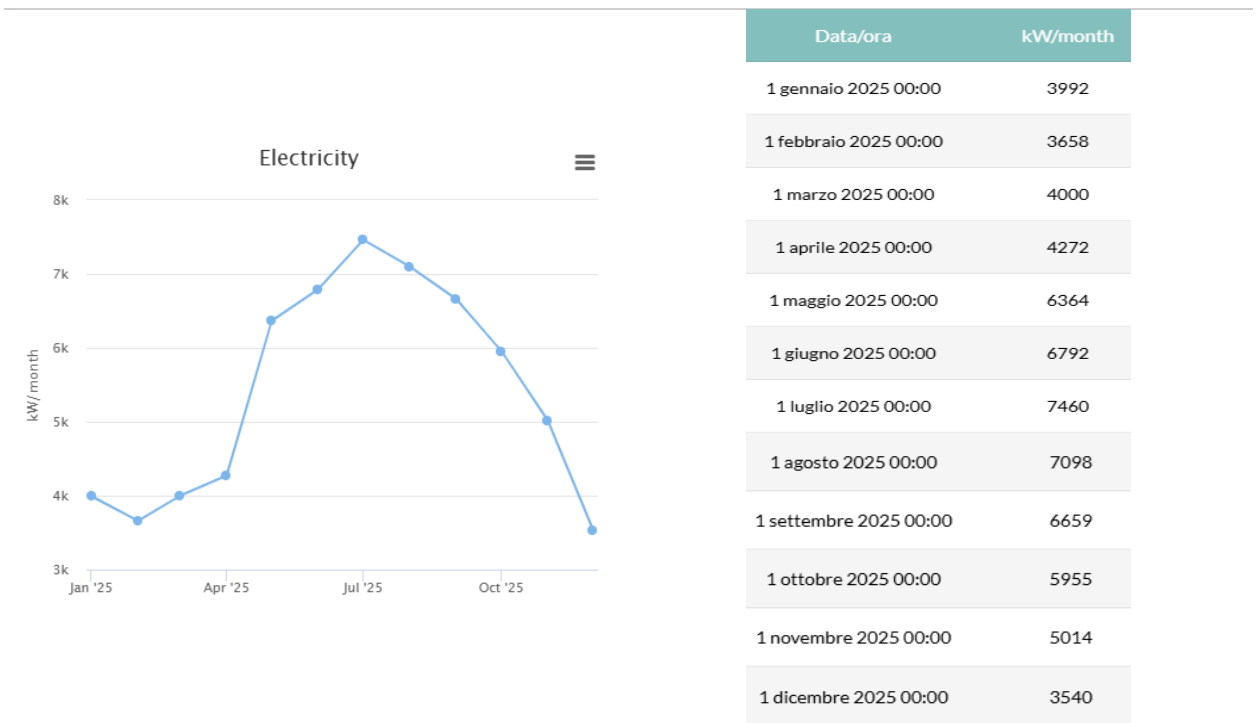 Electricity
8k
7k
6k
5k
4k
3k
kW/month
Jan '25 Apr '25 Jul '25 Oct '25
Data/ora kW/month
1 gennaio 2025 00:00 3992
1 febbraio 2025 00:00 3658
1 marzo 2025 00:00 4000
1 aprile 2025 00:00 4272
1 maggio 2025 00:00 6364
1 giugno 2025 00:00 6792
1 luglio 2025 00:00 7460
1 agosto 2025 00:00 7098
1 settembre 2025 00:00 6659
1 ottobre 2025 00:00 5955
1 novembre 2025 00:00 5014
1 dicembre 2025 00:00 3540